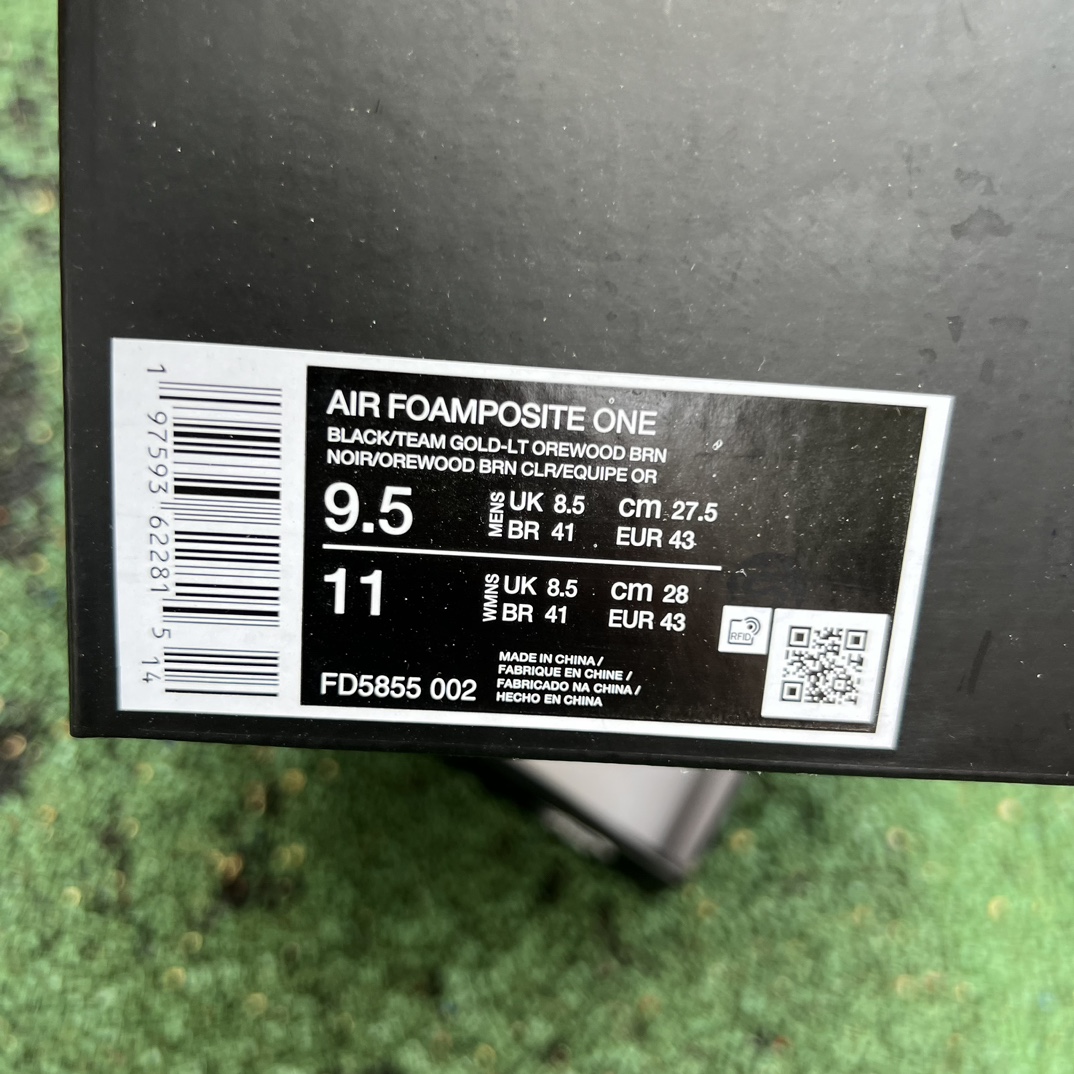 1 97593 62281 5 14
AIR FOAMPOSITE ONE
BLACK/TEAM GOLD-LT OREWOOD BRN
NOIR/OREWOOD BRN CLR/EQUIPE OR
9.5 MENS UK 8.5 cm 27.5
BR 41 EUR 43
11 WMNS UK 8.5 cm 28
BR 41 EUR 43
RFID
MADE IN CHINA /
FABRIQUE EN CHINE /
FABRICADO NA CHINA /
HECHO EN CHINA
FD5855 002